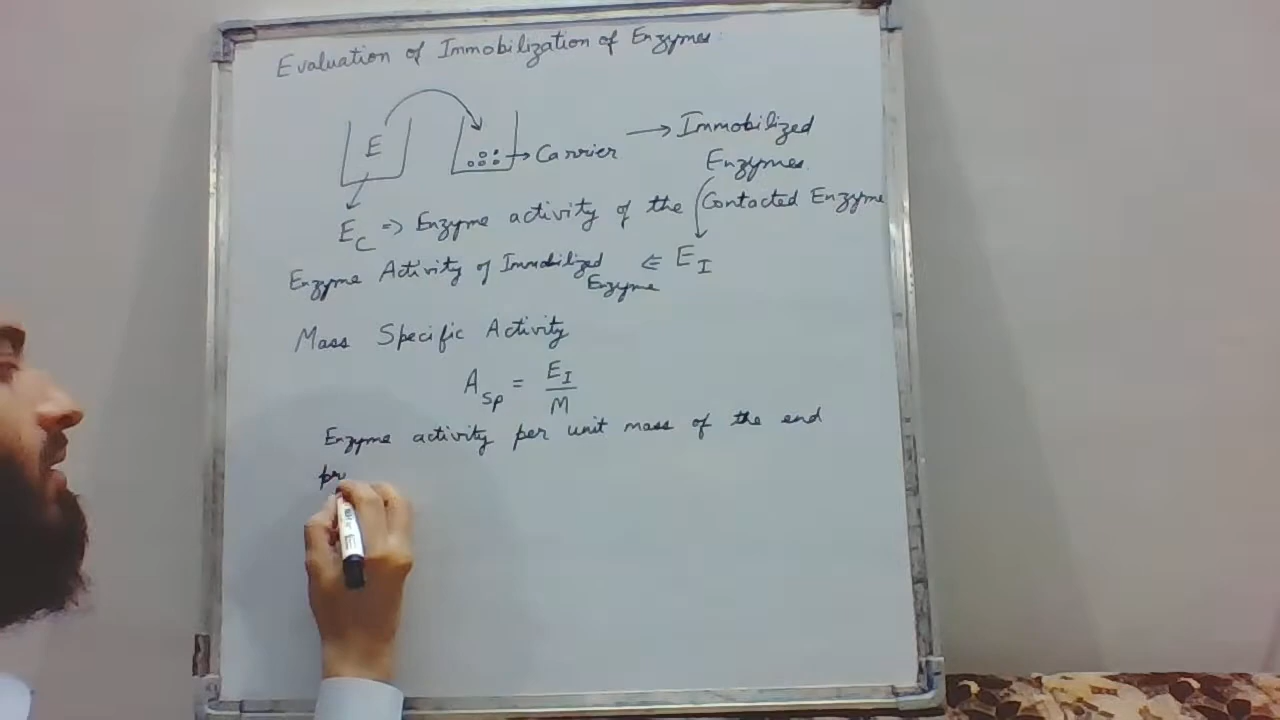 Evaluation of Immobilization of Enzymes
E
→ Carrier → Immobilized
Enzymes
E_C => Enzyme activity of the Contacted Enzyme
Enzyme Activity of Immobilized Enzyme ⇐ E_I
Mass Specific Activity
A_sp = E_I / M
Enzyme activity per unit mass of the end
pr